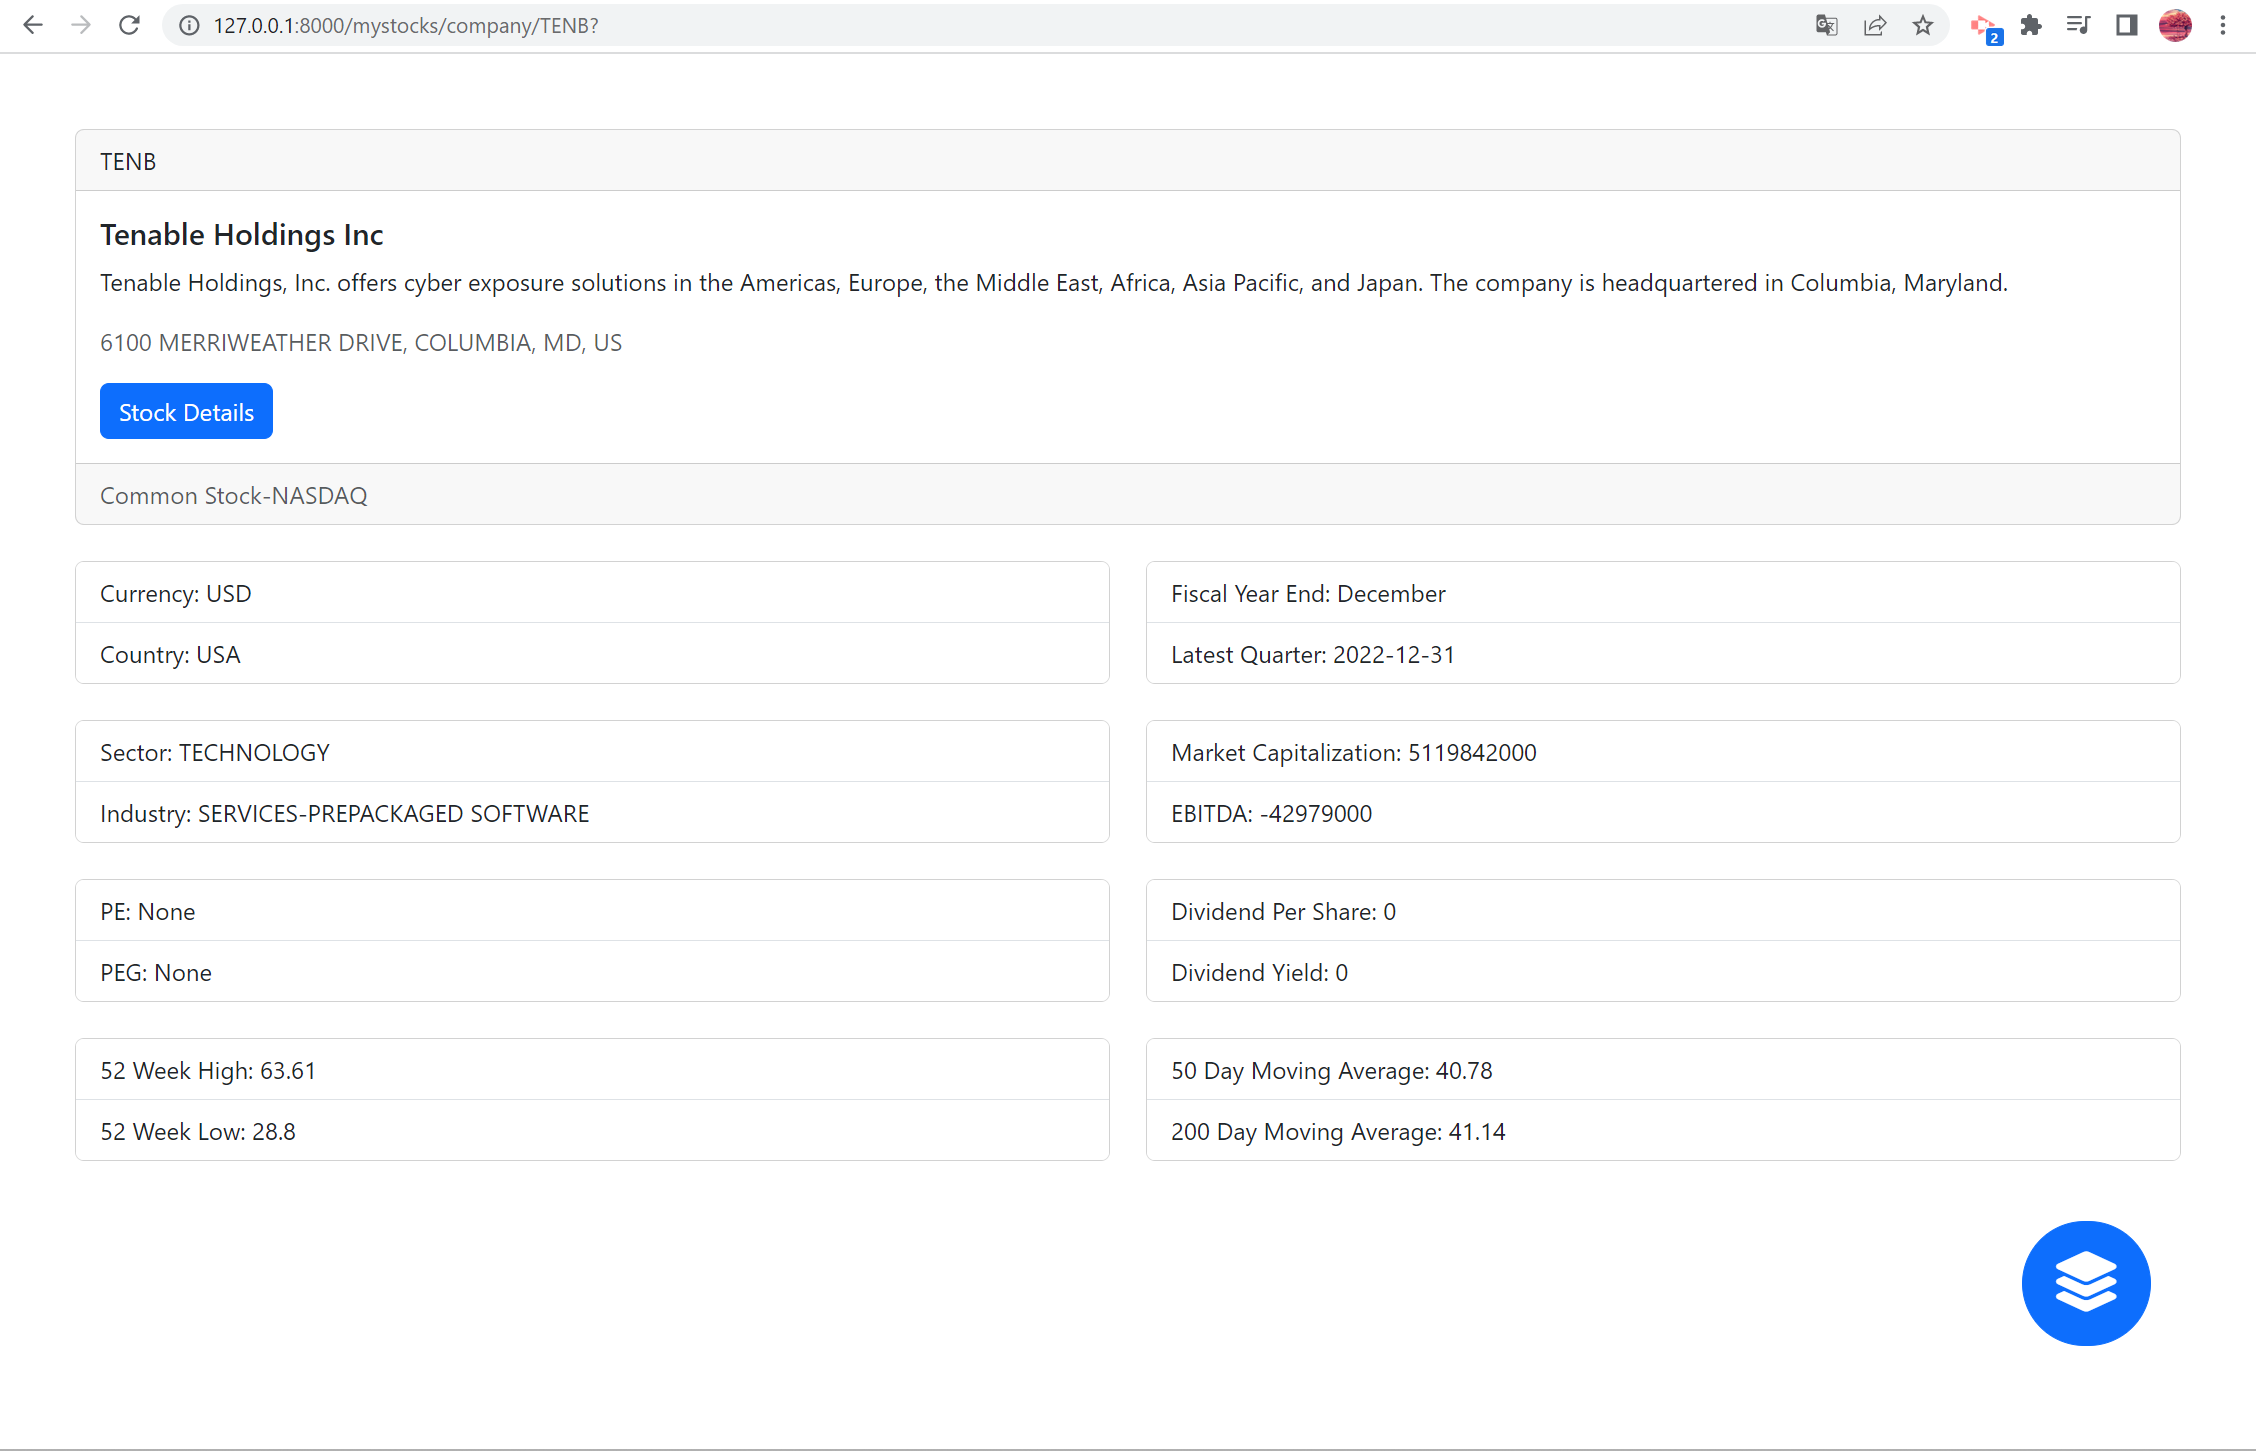 127.0.0.1:8000/mystocks/company/TENB?
2
TENB
Tenable Holdings Inc
Tenable Holdings, Inc. offers cyber exposure solutions in the Americas, Europe, the Middle East, Africa, Asia Pacific, and Japan. The company is headquartered in Columbia, Maryland.
6100 MERRIWEATHER DRIVE, COLUMBIA, MD, US
Stock Details
Common Stock-NASDAQ
Currency: USD
Country: USA
Fiscal Year End: December
Latest Quarter: 2022-12-31
Sector: TECHNOLOGY
Industry: SERVICES-PREPACKAGED SOFTWARE
Market Capitalization: 5119842000
EBITDA: -42979000
PE: None
PEG: None
Dividend Per Share: 0
Dividend Yield: 0
52 Week High: 63.61
52 Week Low: 28.8
50 Day Moving Average: 40.78
200 Day Moving Average: 41.14